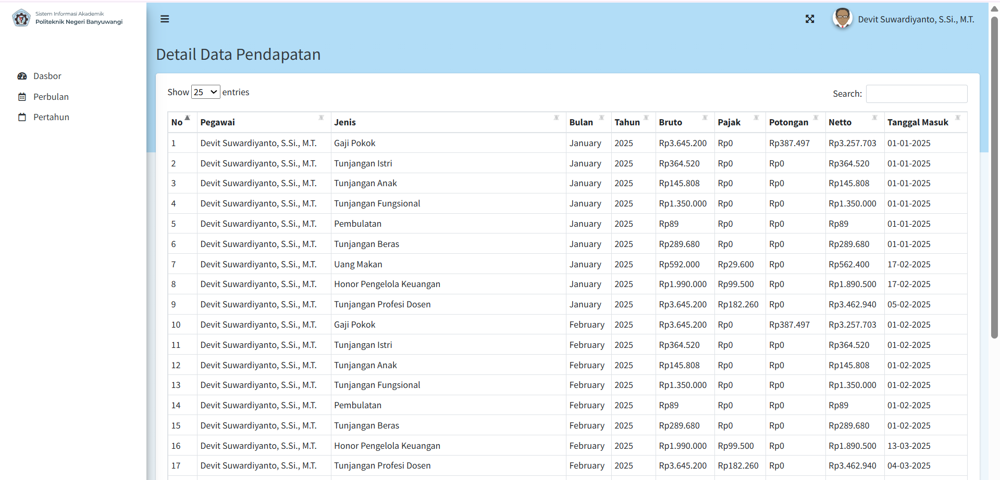 Sistem Informasi Akademik
Politeknik Negeri Banyuwangi
Devit Suwardiyanto, S.Si., M.T.
Dasbor
Perbulan
Pertahun
Detail Data Pendapatan
Show 25 entries
Search:
No Pegawai Jenis Bulan Tahun Bruto Pajak Potongan Netto Tanggal Masuk
1 Devit Suwardiyanto, S.Si., M.T. Gaji Pokok January 2025 Rp3.645.200 Rp0 Rp387.497 Rp3.257.703 01-01-2025
2 Devit Suwardiyanto, S.Si., M.T. Tunjangan Istri January 2025 Rp364.520 Rp0 Rp0 Rp364.520 01-01-2025
3 Devit Suwardiyanto, S.Si., M.T. Tunjangan Anak January 2025 Rp145.808 Rp0 Rp0 Rp145.808 01-01-2025
4 Devit Suwardiyanto, S.Si., M.T. Tunjangan Fungsional January 2025 Rp1.350.000 Rp0 Rp0 Rp1.350.000 01-01-2025
5 Devit Suwardiyanto, S.Si., M.T. Pembulatan January 2025 Rp89 Rp0 Rp0 Rp89 01-01-2025
6 Devit Suwardiyanto, S.Si., M.T. Tunjangan Beras January 2025 Rp289.680 Rp0 Rp0 Rp289.680 01-01-2025
7 Devit Suwardiyanto, S.Si., M.T. Uang Makan January 2025 Rp592.000 Rp29.600 Rp0 Rp562.400 17-02-2025
8 Devit Suwardiyanto, S.Si., M.T. Honor Pengelola Keuangan January 2025 Rp1.990.000 Rp99.500 Rp0 Rp1.890.500 17-02-2025
9 Devit Suwardiyanto, S.Si., M.T. Tunjangan Profesi Dosen January 2025 Rp3.645.200 Rp182.260 Rp0 Rp3.462.940 05-02-2025
10 Devit Suwardiyanto, S.Si., M.T. Gaji Pokok February 2025 Rp3.645.200 Rp0 Rp387.497 Rp3.257.703 01-02-2025
11 Devit Suwardiyanto, S.Si., M.T. Tunjangan Istri February 2025 Rp364.520 Rp0 Rp0 Rp364.520 01-02-2025
12 Devit Suwardiyanto, S.Si., M.T. Tunjangan Anak February 2025 Rp145.808 Rp0 Rp0 Rp145.808 01-02-2025
13 Devit Suwardiyanto, S.Si., M.T. Tunjangan Fungsional February 2025 Rp1.350.000 Rp0 Rp0 Rp1.350.000 01-02-2025
14 Devit Suwardiyanto, S.Si., M.T. Pembulatan February 2025 Rp89 Rp0 Rp0 Rp89 01-02-2025
15 Devit Suwardiyanto, S.Si., M.T. Tunjangan Beras February 2025 Rp289.680 Rp0 Rp0 Rp289.680 01-02-2025
16 Devit Suwardiyanto, S.Si., M.T. Honor Pengelola Keuangan February 2025 Rp1.990.000 Rp99.500 Rp0 Rp1.890.500 13-03-2025
17 Devit Suwardiyanto, S.Si., M.T. Tunjangan Profesi Dosen February 2025 Rp3.645.200 Rp182.260 Rp0 Rp3.462.940 04-03-2025